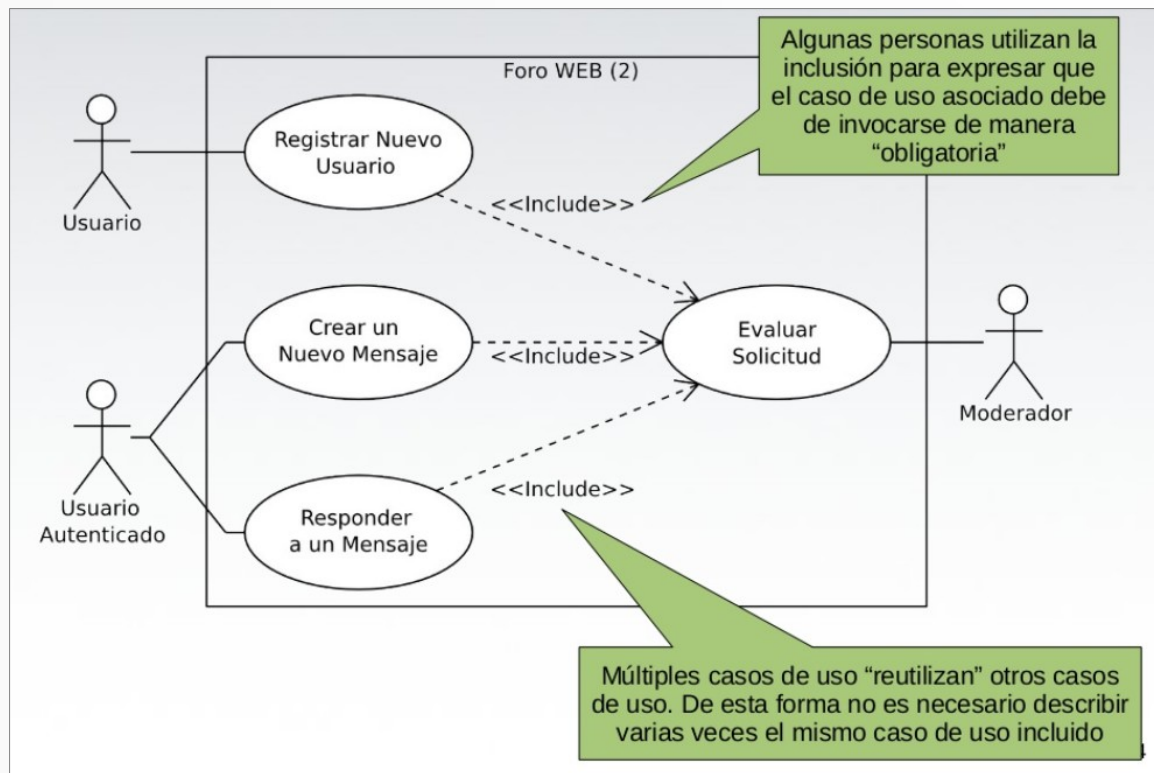 Foro WEB (2)
Algunas personas utilizan la
inclusión para expresar que
el caso de uso asociado debe
de invocarse de manera
“obligatoria”
Registrar Nuevo
Usuario
Usuario
<<Include>>
Crear un
Nuevo Mensaje
<<Include>>
Evaluar
Solicitud
Moderador
Usuario
Autenticado
Responder
a un Mensaje
<<Include>>
Múltiples casos de uso “reutilizan” otros casos
de uso. De esta forma no es necesario describir
varias veces el mismo caso de uso incluido
4